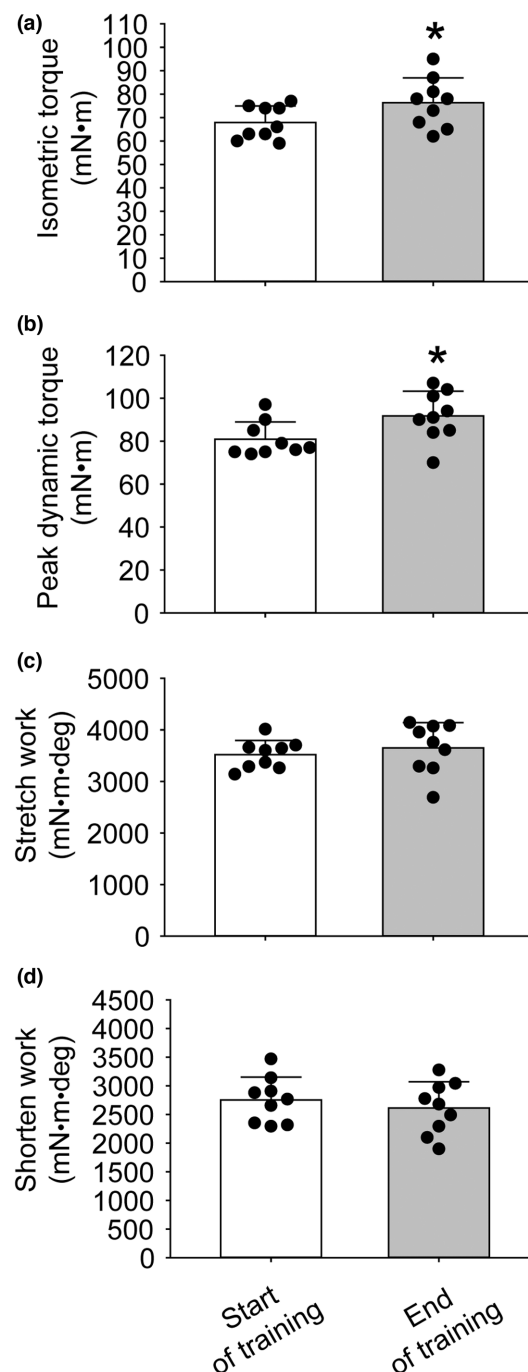 (a)
Isometric torque
(mN•m)
110
100
90
80
70
60
50
40
30
20
10
0
*
(b)
Peak dynamic torque
(mN•m)
120
100
80
60
40
20
0
*
(c)
Stretch work
(mN•m•deg)
5000
4000
3000
2000
1000
0
(d)
Shorten work
(mN•m•deg)
4500
4000
3500
3000
2500
2000
1500
1000
500
0
Start
of training
End
of training